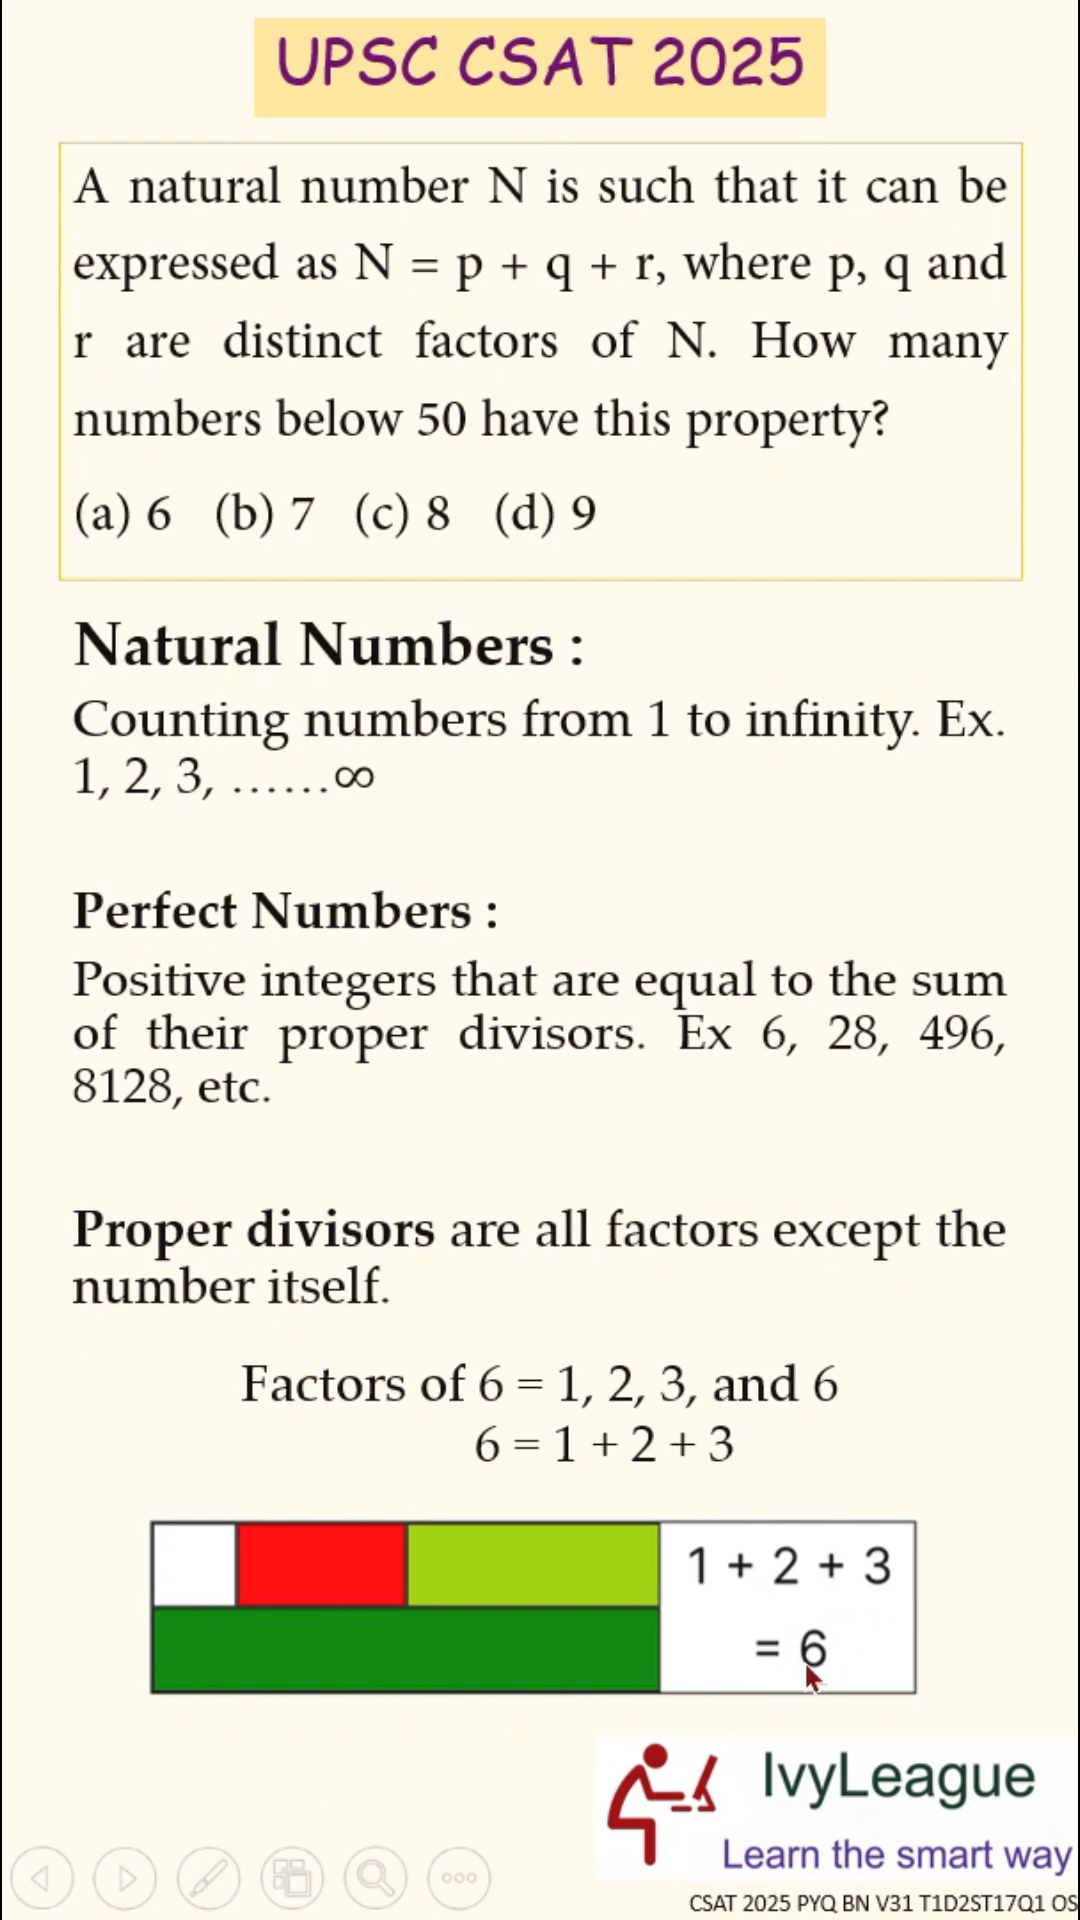 UPSC CSAT 2025
A natural number N is such that it can be
expressed as N = p + q + r, where p, q and
r are distinct factors of N. How many
numbers below 50 have this property?
(a) 6 (b) 7 (c) 8 (d) 9
Natural Numbers :
Counting numbers from 1 to infinity. Ex.
1, 2, 3, ......∞
Perfect Numbers :
Positive integers that are equal to the sum
of their proper divisors. Ex 6, 28, 496,
8128, etc.
Proper divisors are all factors except the
number itself.
Factors of 6 = 1, 2, 3, and 6
6 = 1 + 2 + 3
1 + 2 + 3
= 6
IvyLeague
Learn the smart way
CSAT 2025 PYQ BN V31 T1D2ST17Q1 OS